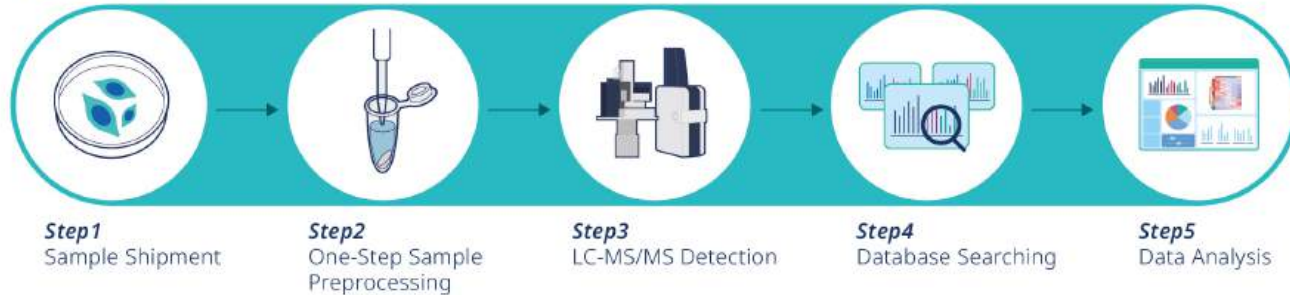 Step1
Sample Shipment
Step2
One-Step Sample
Preprocessing
Step3
LC-MS/MS Detection
Step4
Database Searching
Step5
Data Analysis